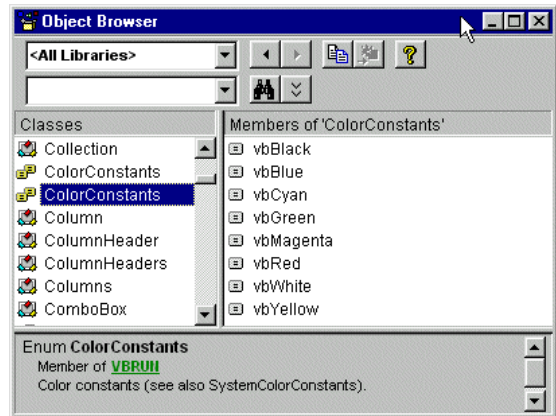 Object Browser
<All Libraries>
Classes
Members of 'ColorConstants'
Collection
ColorConstants
ColorConstants
Column
ColumnHeader
ColumnHeaders
Columns
ComboBox
vbBlack
vbBlue
vbCyan
vbGreen
vbMagenta
vbRed
vbWhite
vbYellow
Enum ColorConstants
Member of VBRUN
Color constants (see also SystemColorConstants).